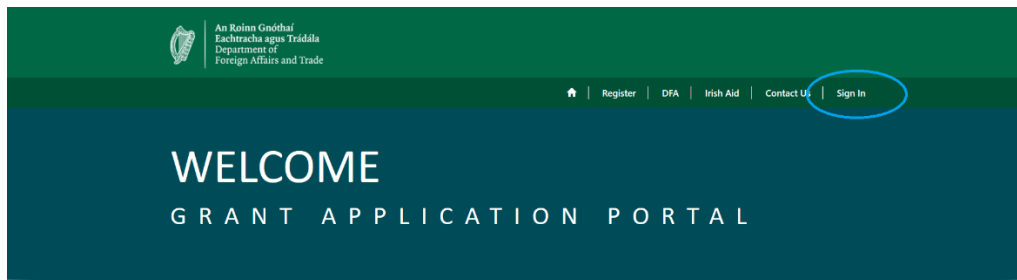 An Roinn Gnóthaí
Eachtracha agus Trádála
Department of
Foreign Affairs and Trade
Register | DFA | Irish Aid | Contact Us | Sign In
WELCOME
GRANT APPLICATION PORTAL